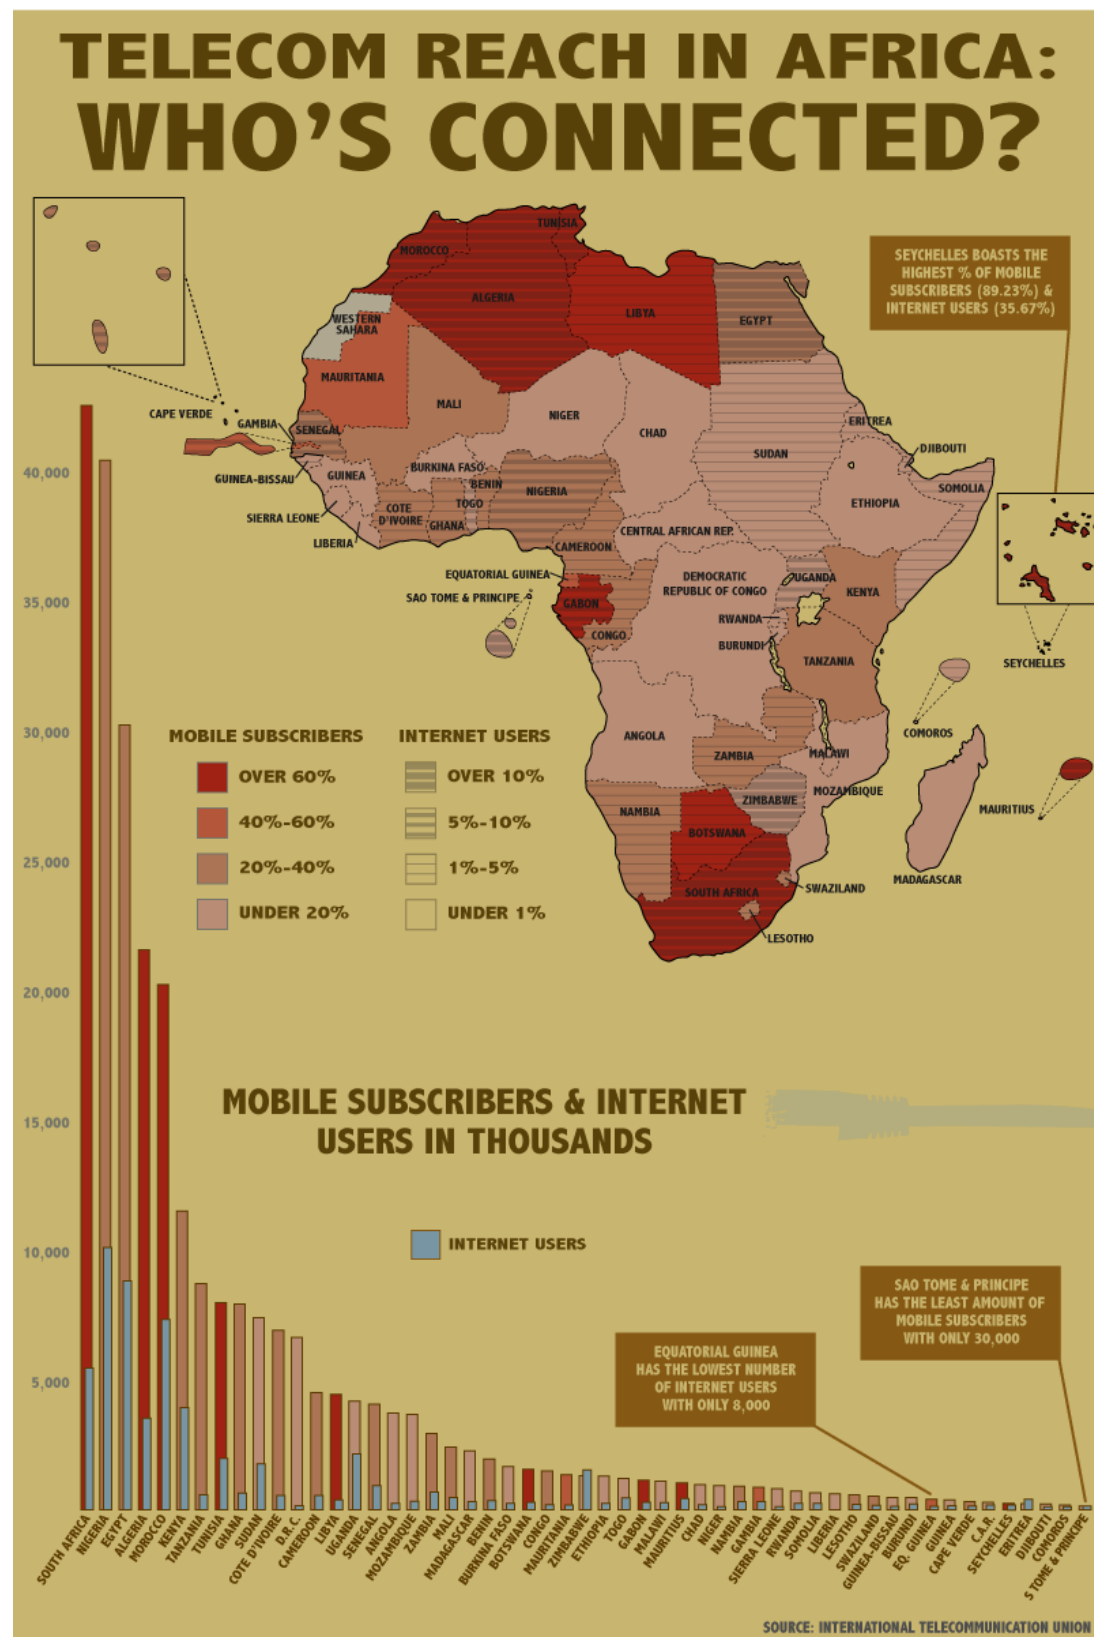 TELECOM REACH IN AFRICA:
WHO'S CONNECTED?
SEYCHELLES BOASTS THE
HIGHEST % OF MOBILE
SUBSCRIBERS (89.23%) &
INTERNET USERS (35.67%)
TUNISIA
MOROCCO
ALGERIA
LIBYA
EGYPT
WESTERN
SAHARA
MAURITANIA
MALI
NIGER
CHAD
SUDAN
ERITREA
DJIBOUTI
CAPE VERDE
GAMBIA
SENEGAL
GUINEA-BISSAU
GUINEA
BURKINA FASO
BENIN
NIGERIA
ETHIOPIA
SOMOLIA
SIERRA LEONE
COTE
D'IVOIRE
TOGO
GHANA
LIBERIA
CENTRAL AFRICAN REP.
CAMEROON
EQUATORIAL GUINEA
DEMOCRATIC
REPUBLIC OF CONGO
UGANDA
KENYA
SAO TOME & PRINCIPE
GABON
CONGO
RWANDA
BURUNDI
TANZANIA
SEYCHELLES
COMOROS
ANGOLA
ZAMBIA
MALAWI
MOZAMBIQUE
MAURITIUS
NAMBIA
ZIMBABWE
BOTSWANA
MADAGASCAR
SOUTH AFRICA
SWAZILAND
LESOTHO
MOBILE SUBSCRIBERS
OVER 60%
40%-60%
20%-40%
UNDER 20%
INTERNET USERS
OVER 10%
5%-10%
1%-5%
UNDER 1%
40,000
35,000
30,000
25,000
20,000
15,000
10,000
5,000
MOBILE SUBSCRIBERS & INTERNET
USERS IN THOUSANDS
INTERNET USERS
EQUATORIAL GUINEA
HAS THE LOWEST NUMBER
OF INTERNET USERS
WITH ONLY 8,000
SAO TOME & PRINCIPE
HAS THE LEAST AMOUNT OF
MOBILE SUBSCRIBERS
WITH ONLY 30,000
SOUTH AFRICA
NIGERIA
EGYPT
ALGERIA
MOROCCO
KENYA
TANZANIA
TUNISIA
GHANA
SUDAN
COTE D'IVOIRE
D.R.C.
CAMEROON
LIBYA
UGANDA
SENEGAL
ANGOLA
MOZAMBIQUE
ZAMBIA
MALI
MADAGASCAR
BENIN
BURKINA FASO
BOTSWANA
CONGO
MAURITANIA
ZIMBABWE
ETHIOPIA
TOGO
GABON
MALAWI
MAURITIUS
CHAD
NIGER
NAMBIA
GAMBIA
SIERRA LEONE
RWANDA
SOMOLIA
LIBERIA
LESOTHO
SWAZILAND
GUINEA-BISSAU
BURUNDI
EQ. GUINEA
GUINEA
CAPE VERDE
C.A.R.
SEYCHELLES
ERITREA
DJIBOUTI
COMOROS
S TOME & PRINCIPE
SOURCE: INTERNATIONAL TELECOMMUNICATION UNION